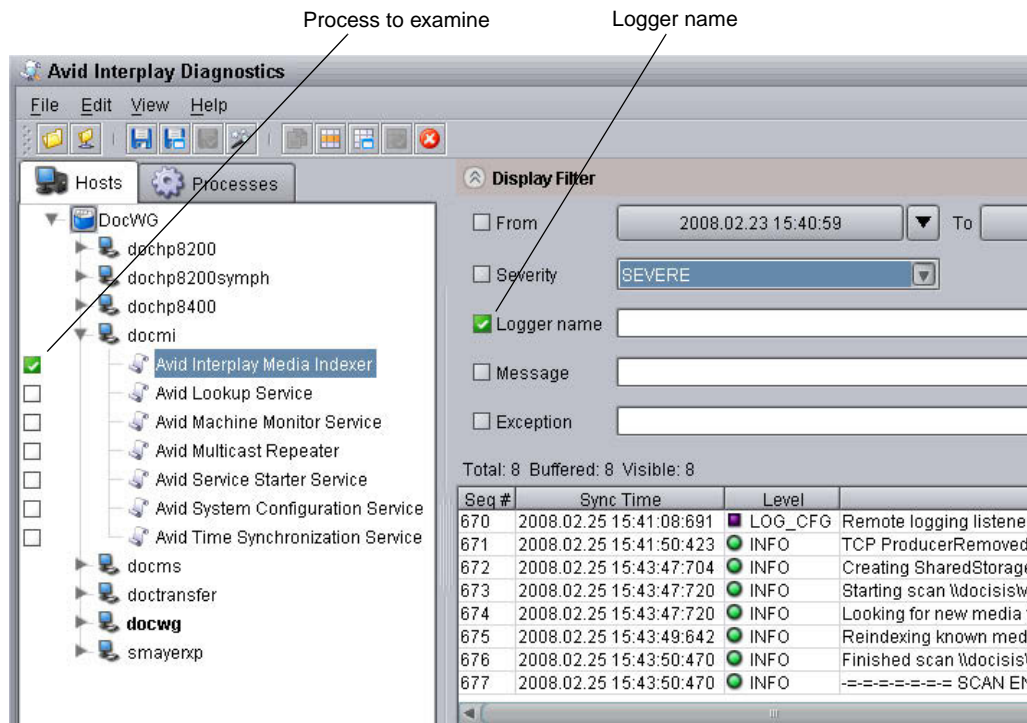 Process to examine
Logger name
Avid Interplay Diagnostics
File Edit View Help
Hosts
Processes
DocWG
dochp8200
dochp8200symph
dochp8400
docmi
Avid Interplay Media Indexer
Avid Lookup Service
Avid Machine Monitor Service
Avid Multicast Repeater
Avid Service Starter Service
Avid System Configuration Service
Avid Time Synchronization Service
docms
doctransfer
docwg
smayerxp
Display Filter
From 2008.02.23 15:40:59 To
Severity SEVERE
Logger name
Message
Exception
Total: 8 Buffered: 8 Visible: 8
Seq # Sync Time Level
670 2008.02.25 15:41:08:691 LOG_CFG Remote logging listene
671 2008.02.25 15:41:50:423 INFO TCP ProducerRemoved
672 2008.02.25 15:43:47:704 INFO Creating SharedStorage
673 2008.02.25 15:43:47:720 INFO Starting scan \\docisis\w
674 2008.02.25 15:43:47:720 INFO Looking for new media
675 2008.02.25 15:43:49:642 INFO Reindexing known med
676 2008.02.25 15:43:50:470 INFO Finished scan \\docisis\
677 2008.02.25 15:43:50:470 INFO -=-=-=-=-=-=-= SCAN EN